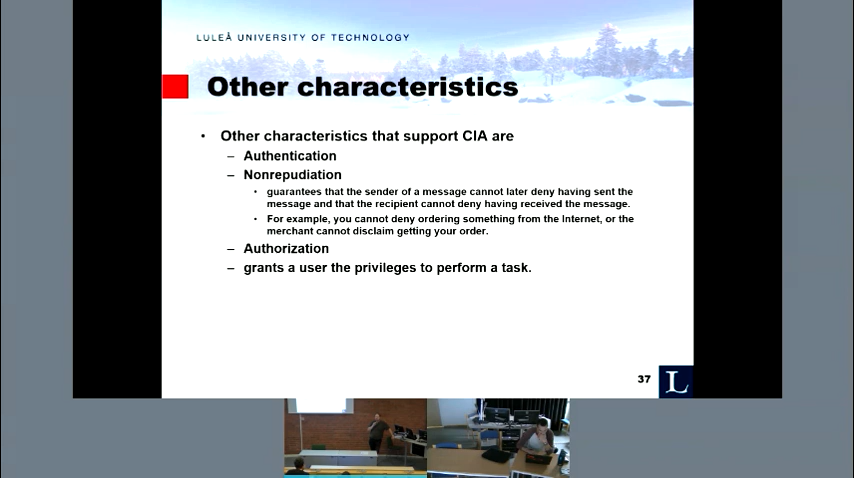 LULEÅ UNIVERSITY OF TECHNOLOGY
Other characteristics
• Other characteristics that support CIA are
– Authentication
– Nonrepudiation
• guarantees that the sender of a message cannot later deny having sent the
message and that the recipient cannot deny having received the message.
• For example, you cannot deny ordering something from the Internet, or the
merchant cannot disclaim getting your order.
– Authorization
– grants a user the privileges to perform a task.
37
L